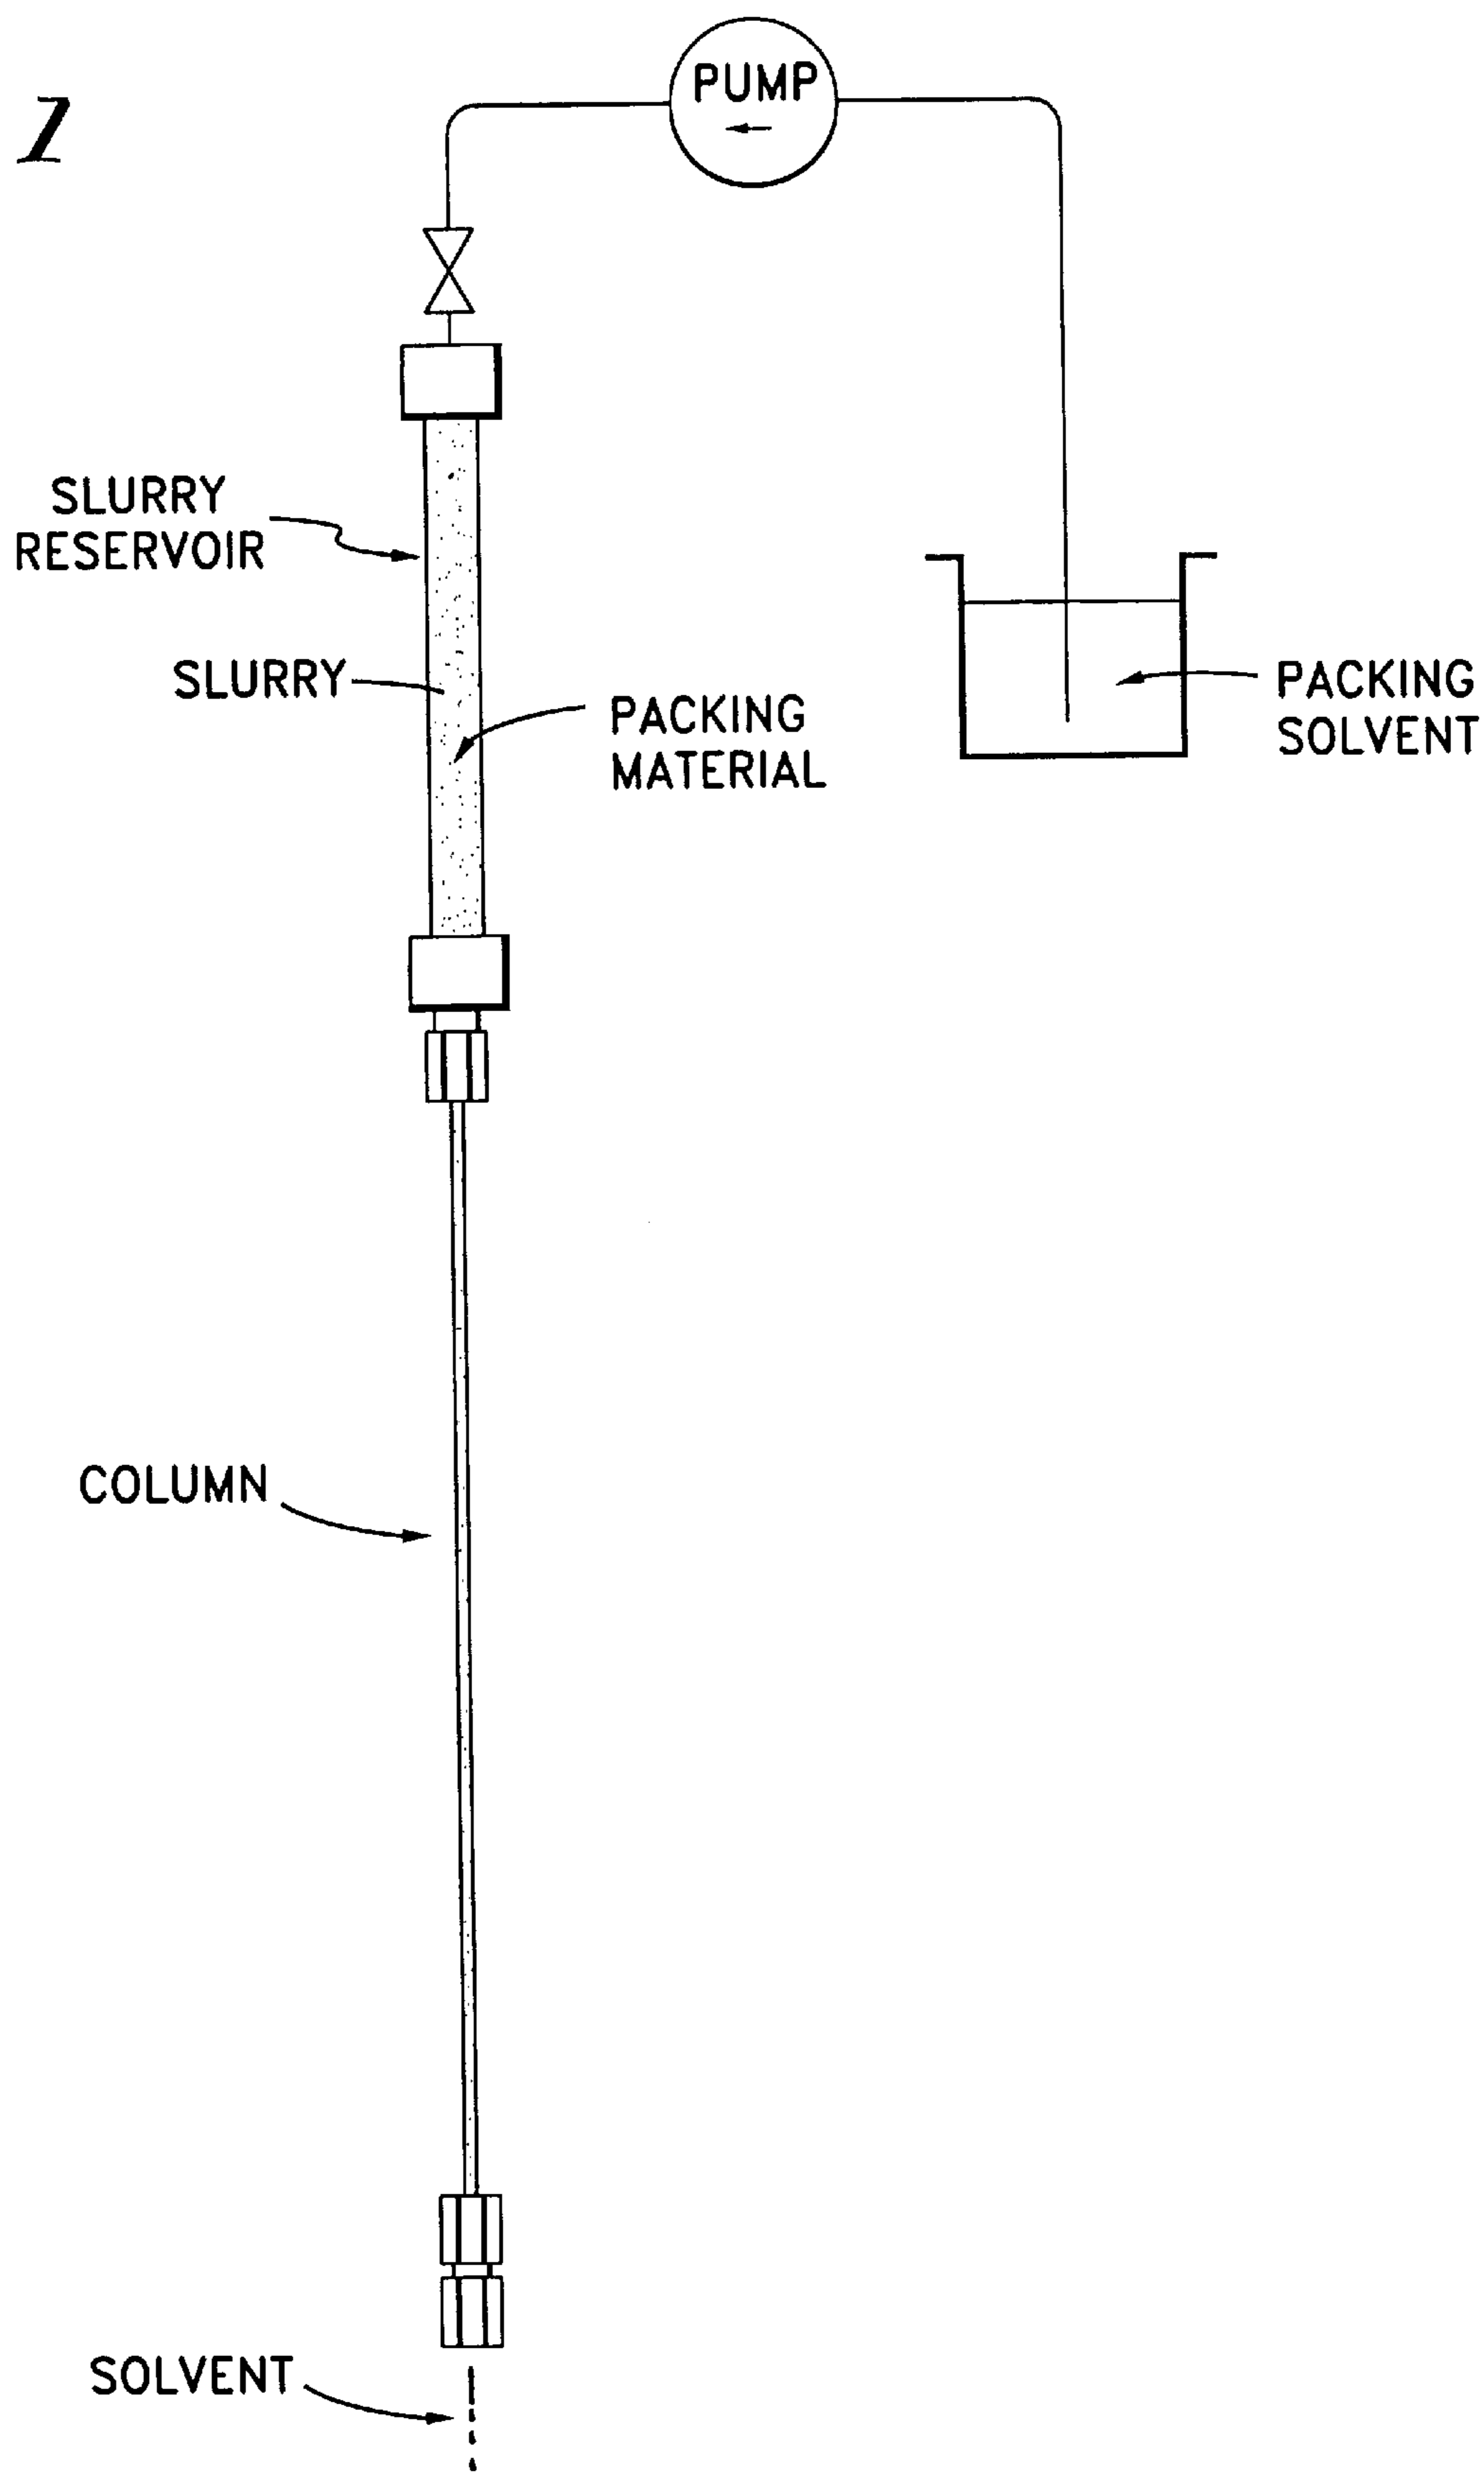 PUMP
1
SLURRY
RESERVOIR
SLURRY
PACKING
MATERIAL
PACKING
SOLVENT
COLUMN
SOLVENT